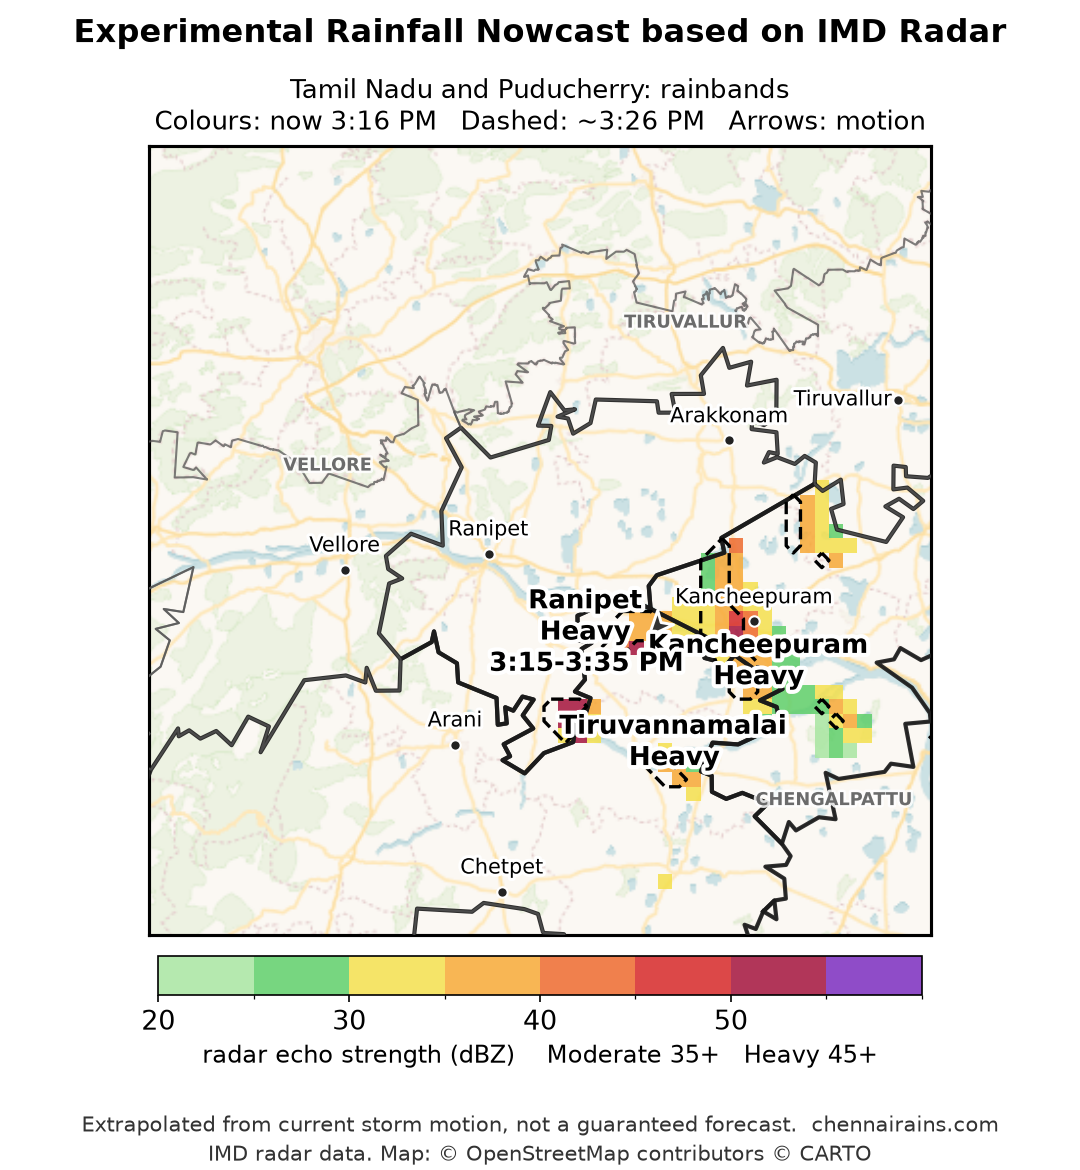 Experimental Rainfall Nowcast based on IMD Radar
Tamil Nadu and Puducherry: rainbands
Colours: now 3:16 PM   Dashed: ~3:26 PM   Arrows: motion
TIRUVALLUR
Tiruvallur
Arakkonam
VELLORE
Ranipet
Vellore
Kancheepuram
Ranipet
Heavy
3:15-3:35 PM
Kancheepuram
Heavy
Arani
Tiruvannamalai
Heavy
CHENGALPATTU
Chetpet
20 30 40 50
radar echo strength (dBZ)    Moderate 35+   Heavy 45+
Extrapolated from current storm motion, not a guaranteed forecast.  chennairains.com
IMD radar data. Map: © OpenStreetMap contributors © CARTO